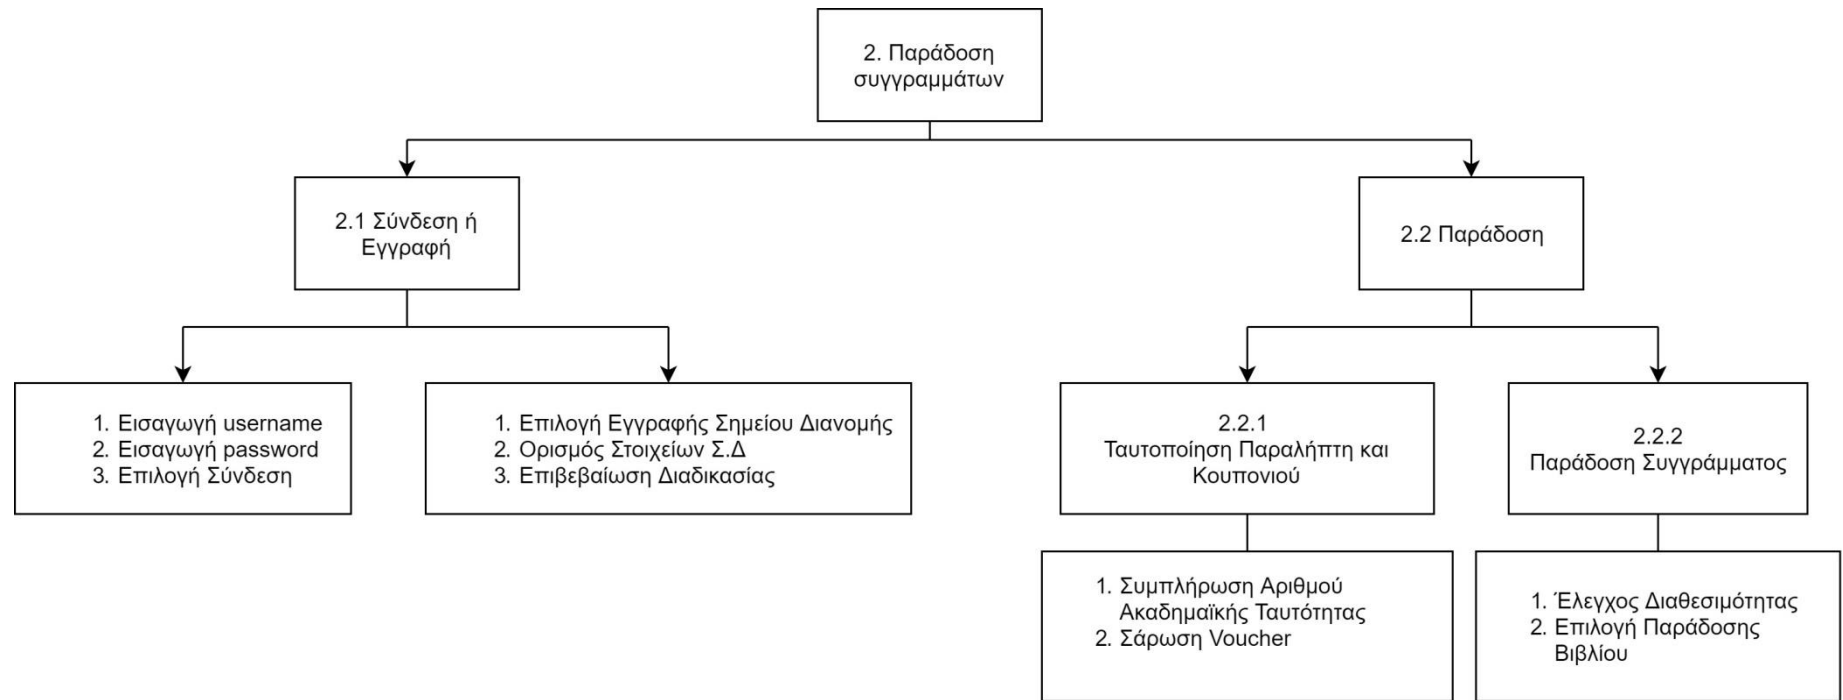 2. Παράδοση
συγγραμμάτων
2.1 Σύνδεση ή
Εγγραφή
2.2 Παράδοση
1. Εισαγωγή username
2. Εισαγωγή password
3. Επιλογή Σύνδεση
1. Επιλογή Εγγραφής Σημείου Διανομής
2. Ορισμός Στοιχείων Σ.Δ
3. Επιβεβαίωση Διαδικασίας
2.2.1
Ταυτοποίηση Παραλήπτη και
Κουπονιού
2.2.2
Παράδοση Συγγράμματος
1. Συμπλήρωση Αριθμού
Ακαδημαϊκής Ταυτότητας
2. Σάρωση Voucher
1. Έλεγχος Διαθεσιμότητας
2. Επιλογή Παράδοσης
Βιβλίου